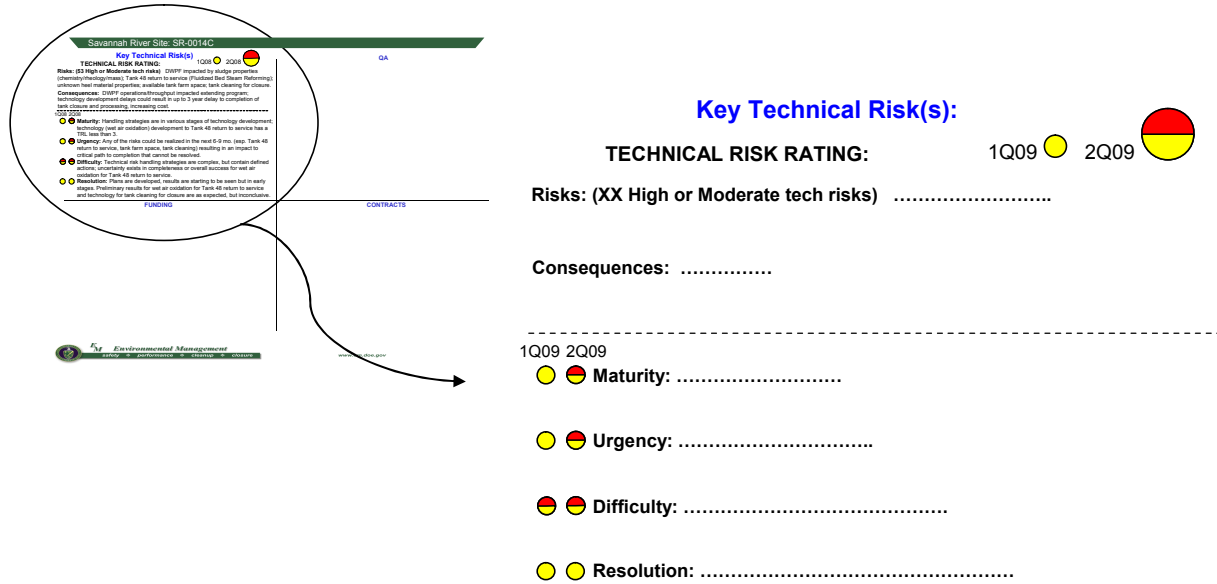 Savannah River Site: SR-0014C
Key Technical Risk(s)
TECHNICAL RISK RATING:
1Q08 2Q08
QA
Risks: (53 High or Moderate tech risks) DWPF impacted by sludge properties
(chemistry/rheology/mass); Tank 48 return to service (Fluidized Bed Steam Reforming);
unknown heel material properties; available tank farm space; tank cleaning for closure.
Consequences: DWPF operations/throughput impacted extending program;
technology development delays could result in up to 3 year delay to completion of
tank closure and processing, increasing cost.
1Q08 2Q08
Maturity: Handling strategies are in various stages of technology development;
technology (wet air oxidation) development to Tank 48 return to service has a
TRL less than 3.
Urgency: Any of the risks could be realized in the next 6-9 mo. (esp. Tank 48
return to service, tank farm space, tank cleaning) resulting in an impact to
critical path to completion that cannot be resolved.
Difficulty: Technical risk handling strategies are complex, but contain defined
actions; uncertainty exists in completeness or overall success for wet air
oxidation for Tank 48 return to service.
Resolution: Plans are developed, results are starting to be seen but in early
stages. Preliminary results for wet air oxidation for Tank 48 return to service
and technology for tank cleaning for closure are as expected, but inconclusive.
FUNDING
CONTRACTS
EM Environmental Management
safety performance cleanup closure
www.em.doe.gov
Key Technical Risk(s):
TECHNICAL RISK RATING:
1Q09 2Q09
Risks: (XX High or Moderate tech risks) ……………………..
Consequences: ……………
1Q09 2Q09
Maturity: ………………………
Urgency: …………………………..
Difficulty: …………………………………….
Resolution: ……………………………………………